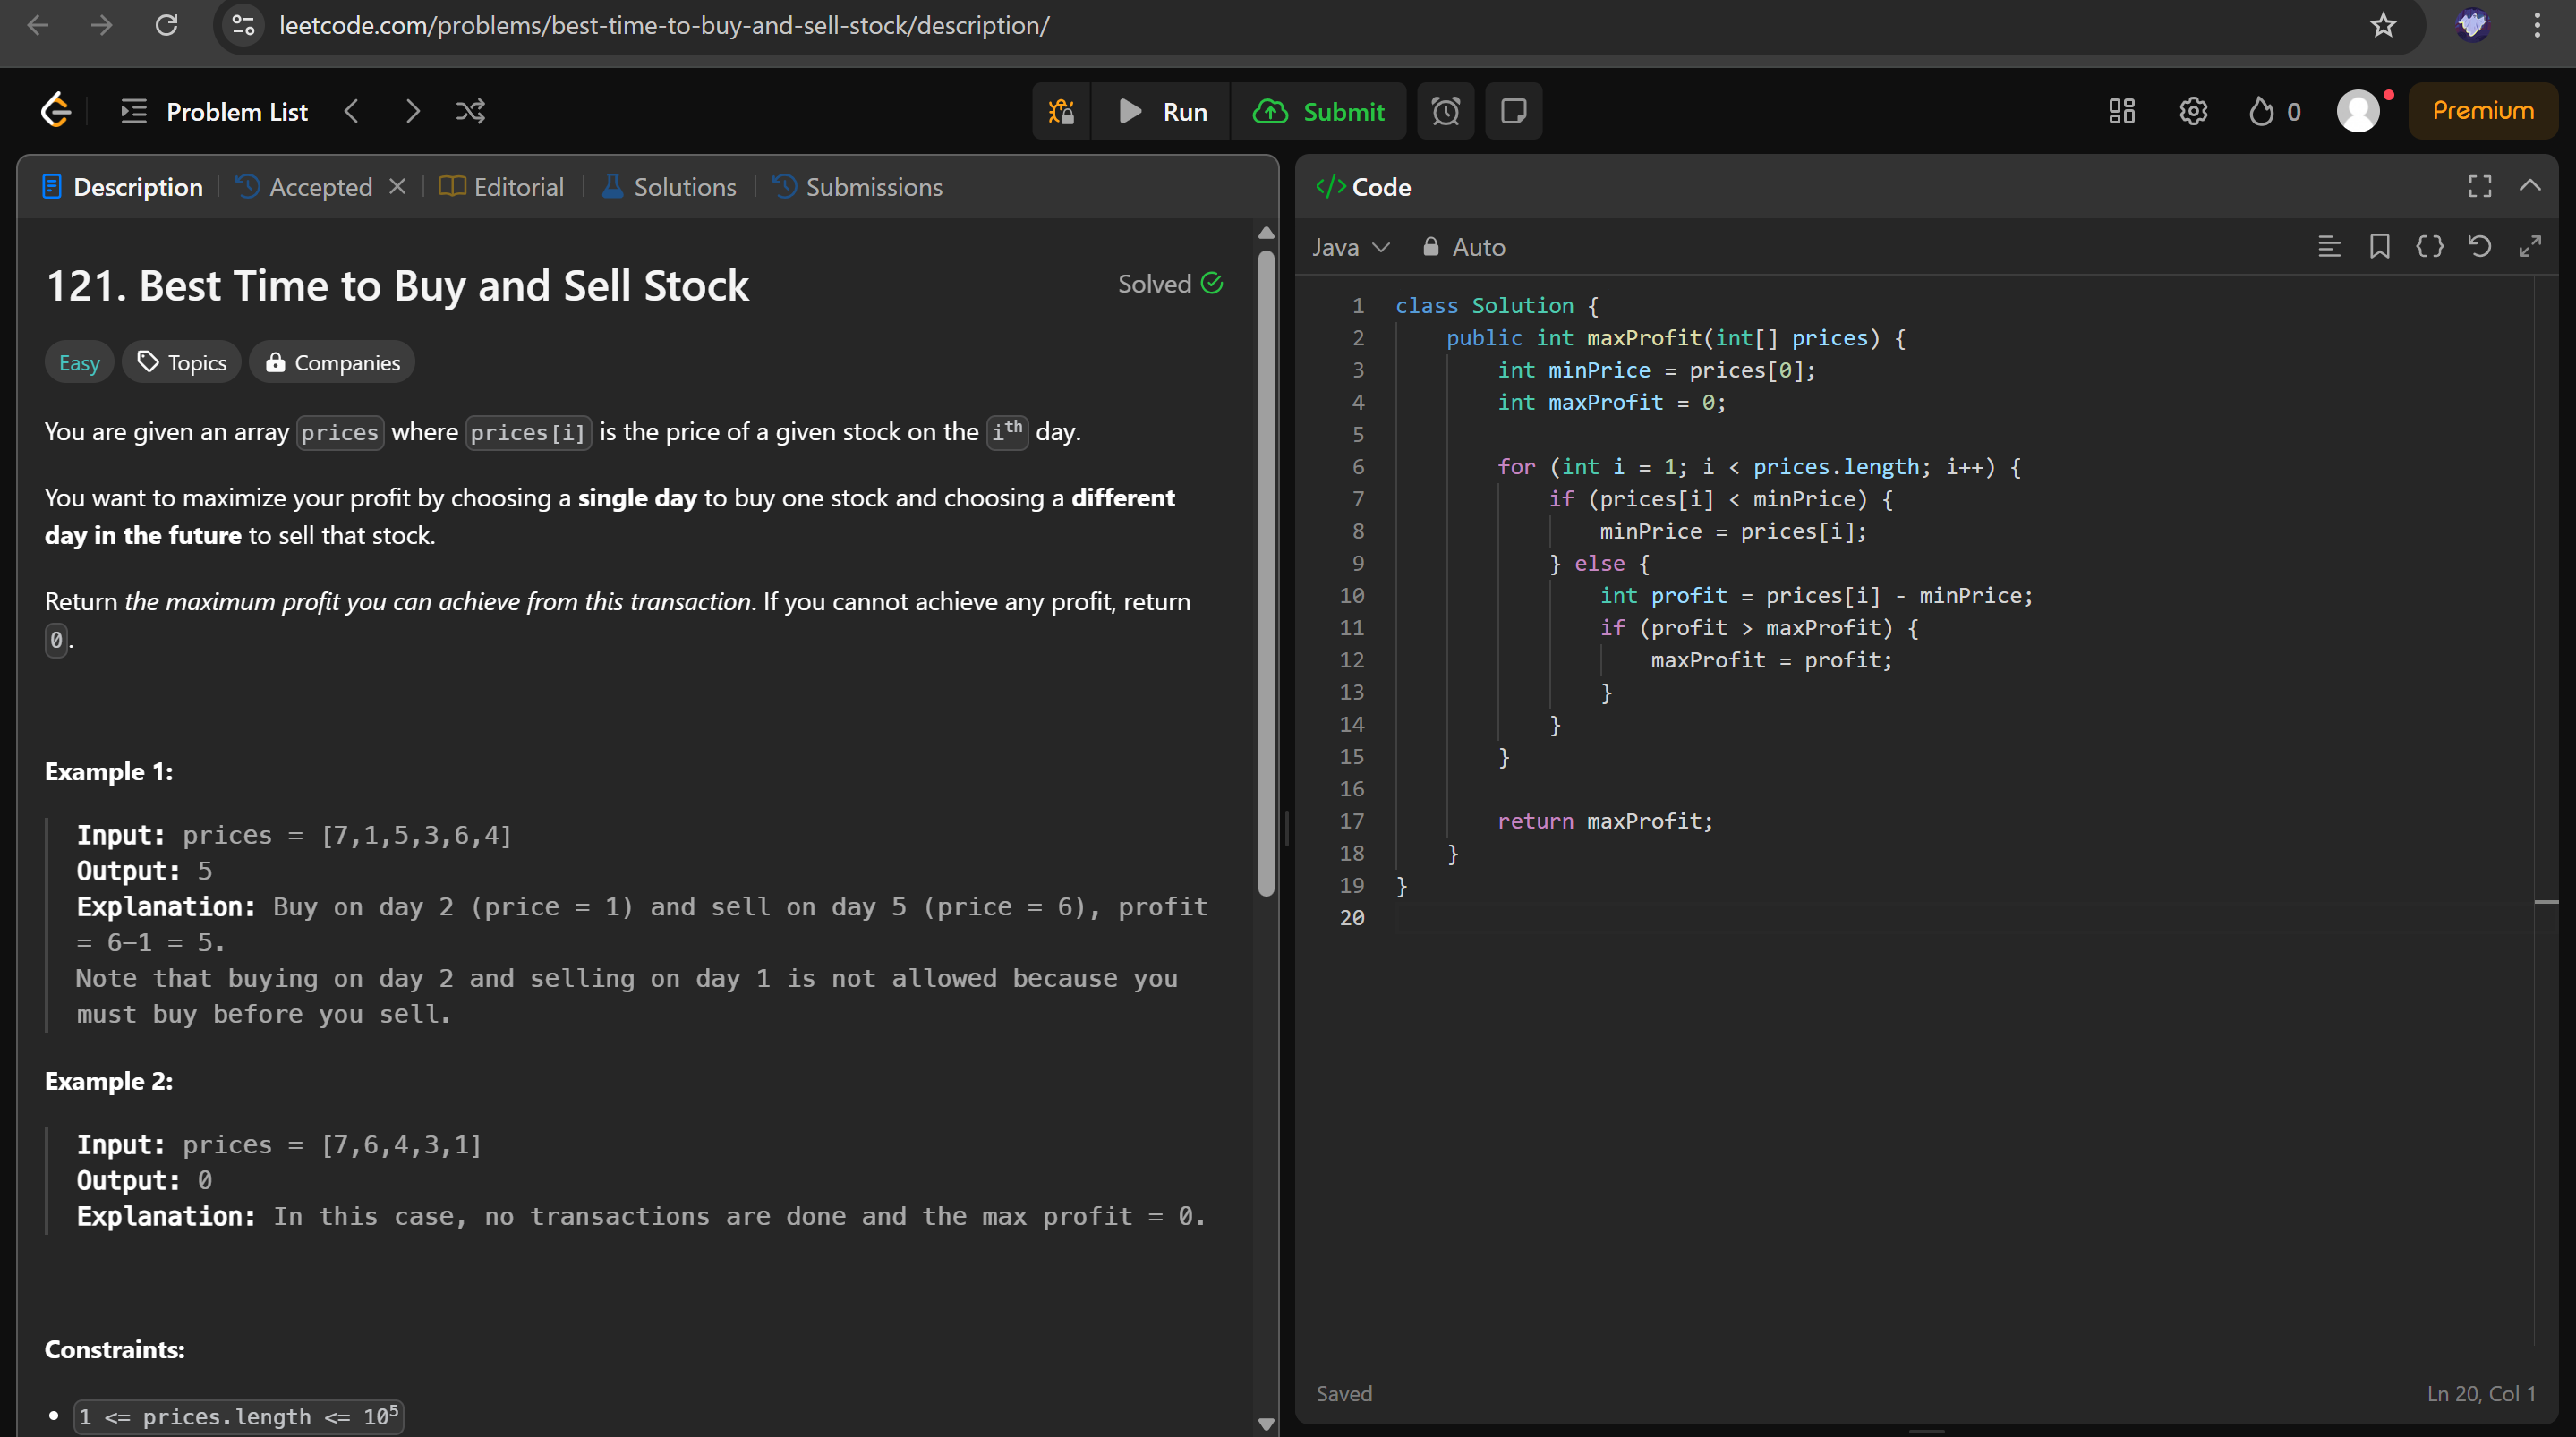 leetcode.com/problems/best-time-to-buy-and-sell-stock/description/
Problem List
Run
Submit
0
Premium
Description
Accepted
Editorial
Solutions
Submissions
121. Best Time to Buy and Sell Stock
Solved
Easy
Topics
Companies
You are given an array prices where prices[i] is the price of a given stock on the ith day.
You want to maximize your profit by choosing a single day to buy one stock and choosing a different
day in the future to sell that stock.
Return the maximum profit you can achieve from this transaction. If you cannot achieve any profit, return
0.
Example 1:
Input: prices = [7,1,5,3,6,4]
Output: 5
Explanation: Buy on day 2 (price = 1) and sell on day 5 (price = 6), profit
= 6-1 = 5.
Note that buying on day 2 and selling on day 1 is not allowed because you
must buy before you sell.
Example 2:
Input: prices = [7,6,4,3,1]
Output: 0
Explanation: In this case, no transactions are done and the max profit = 0.
Constraints:
• 1 <= prices.length <= 10^5
</> Code
Java
Auto
1 class Solution {
2     public int maxProfit(int[] prices) {
3         int minPrice = prices[0];
4         int maxProfit = 0;
5
6         for (int i = 1; i < prices.length; i++) {
7             if (prices[i] < minPrice) {
8                 minPrice = prices[i];
9             } else {
10                 int profit = prices[i] - minPrice;
11                 if (profit > maxProfit) {
12                     maxProfit = profit;
13                 }
14             }
15         }
16
17         return maxProfit;
18     }
19 }
20
Saved
Ln 20, Col 1